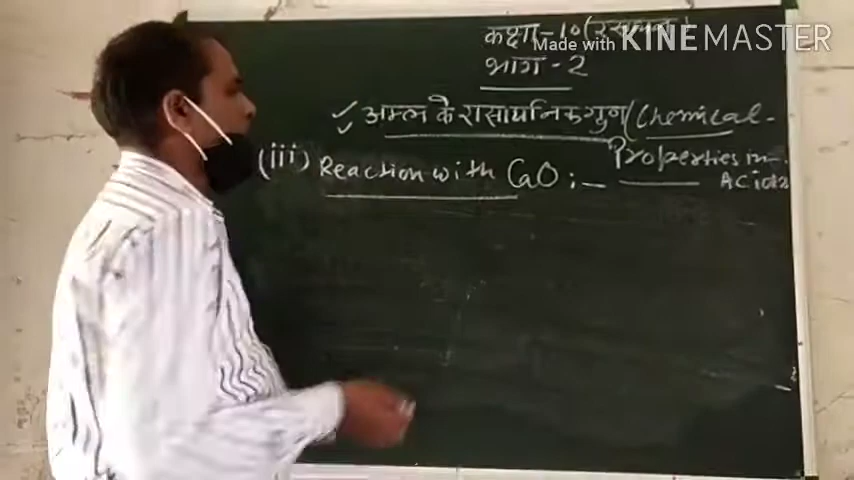 कक्षा-10 (रसायन)
Made with KINEMASTER
भाग-2
✓ अम्ल के रासायनिक गुण (Chemical-
Properties in-
Acids
(iii) Reaction with CaO :-